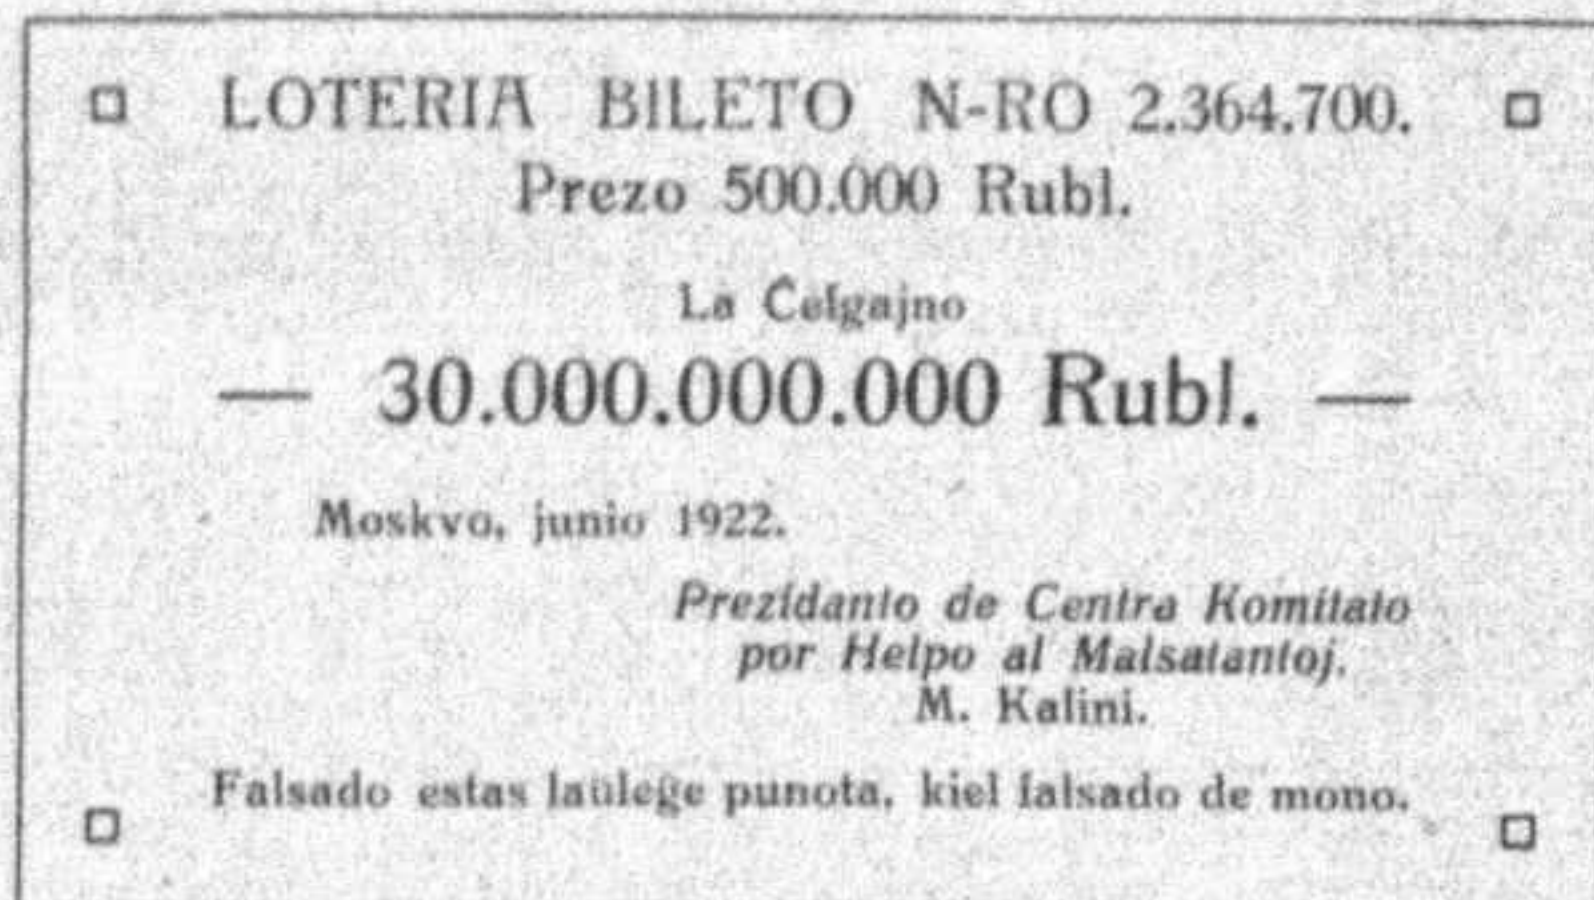 LOTERIA BILETO N-RO 2.364.700.
Prezo 500.000 Rubl.
La Ĉefgajno
— 30.000.000.000 Rubl. —
Moskvo, junio 1922.
Prezidanto de Centra Komitato
por Helpo al Malsatantoj.
M. Kalini.
Falsado estas laŭleĝe punota, kiel falsado de mono.